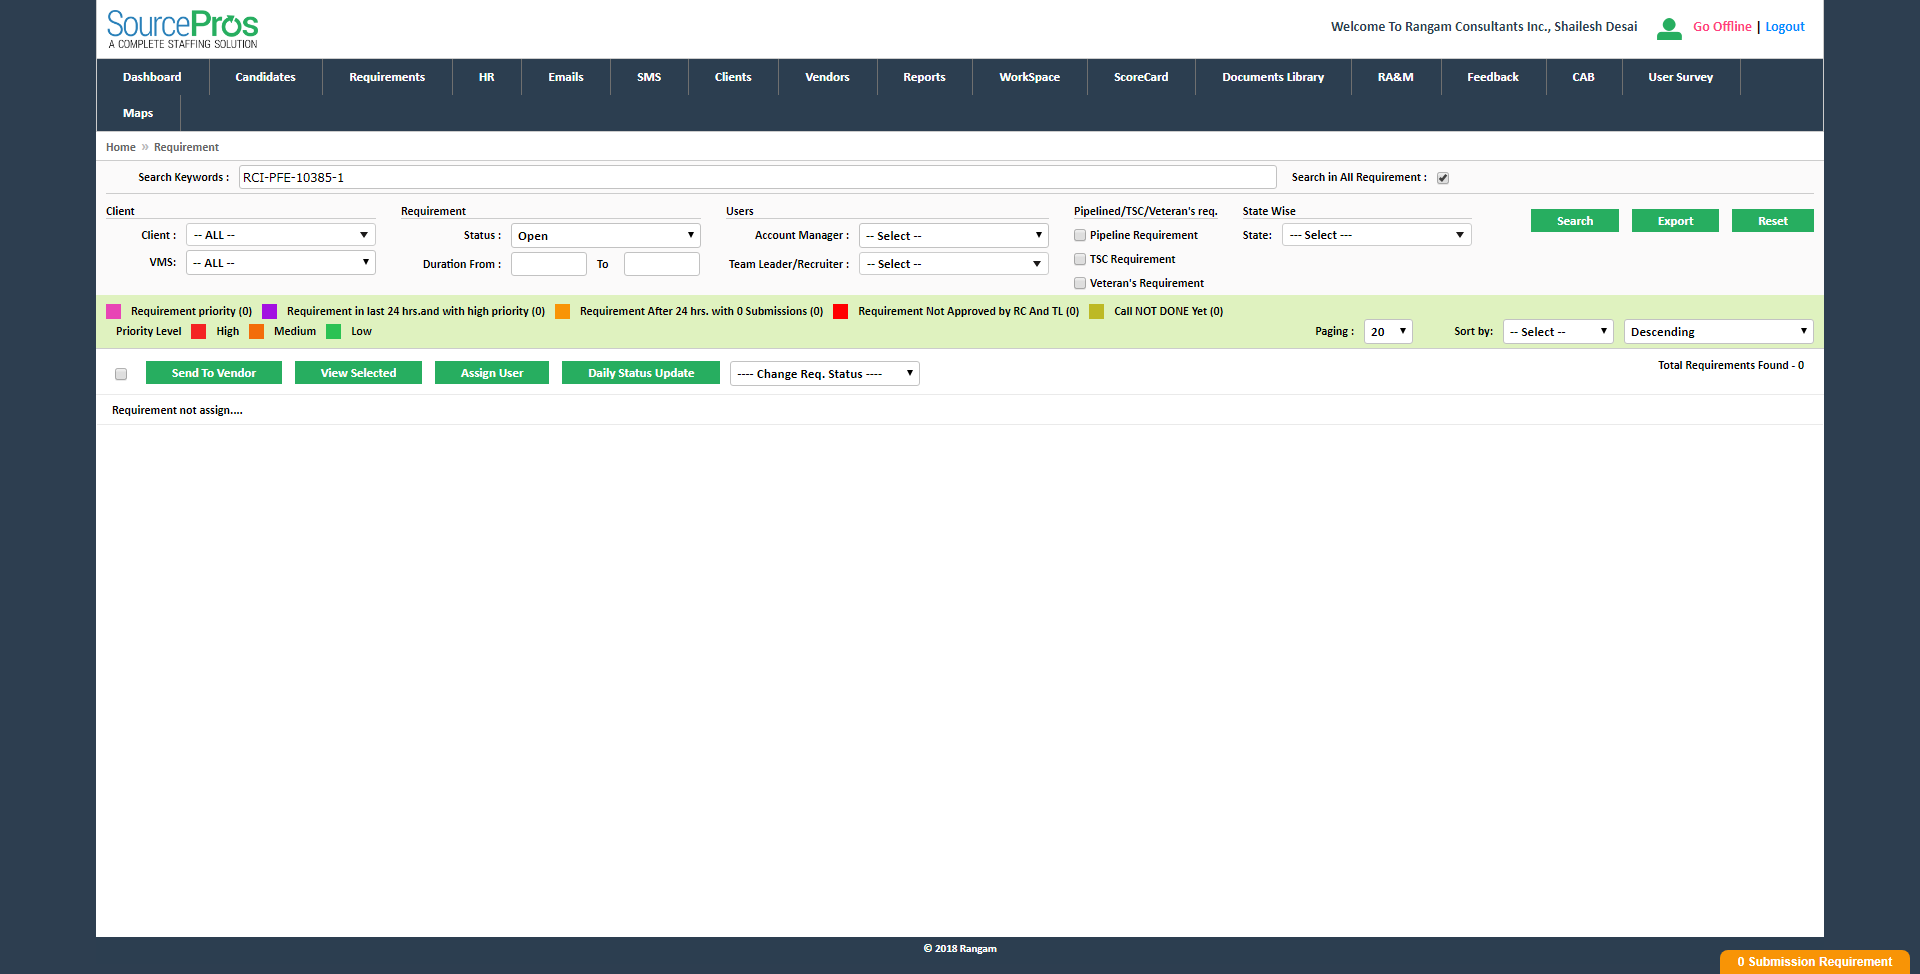 SourcePros
A COMPLETE STAFFING SOLUTION
Welcome To Rangam Consultants Inc., Shailesh Desai Go Offline | Logout
Dashboard Candidates Requirements HR Emails SMS Clients Vendors Reports WorkSpace ScoreCard Documents Library RA&M Feedback CAB User Survey
Maps
Home » Requirement
Search Keywords : RCI-PFE-10385-1 Search in All Requirement :
Client Requirement Users Pipelined/TSC/Veteran's req. State Wise
Search Export Reset
Client : -- ALL -- Status : Open Account Manager : -- Select -- Pipeline Requirement State: --- Select ---
VMS: -- ALL -- Duration From : To Team Leader/Recruiter : -- Select -- TSC Requirement
Veteran's Requirement
Requirement priority (0) Requirement in last 24 hrs.and with high priority (0) Requirement After 24 hrs. with 0 Submissions (0) Requirement Not Approved by RC And TL (0) Call NOT DONE Yet (0)
Priority Level High Medium Low Paging : 20 Sort by: -- Select -- Descending
Send To Vendor View Selected Assign User Daily Status Update ---- Change Req. Status ---- Total Requirements Found - 0
Requirement not assign....
© 2018 Rangam
0 Submission Requirement